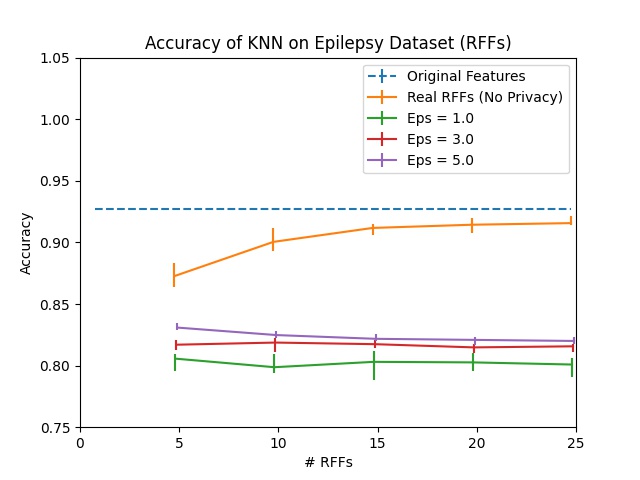 Accuracy of KNN on Epilepsy Dataset (RFFs)
1.05
1.00
0.95
0.90
0.85
0.80
0.75
Accuracy
Original Features
Real RFFs (No Privacy)
Eps = 1.0
Eps = 3.0
Eps = 5.0
0 5 10 15 20 25
# RFFs